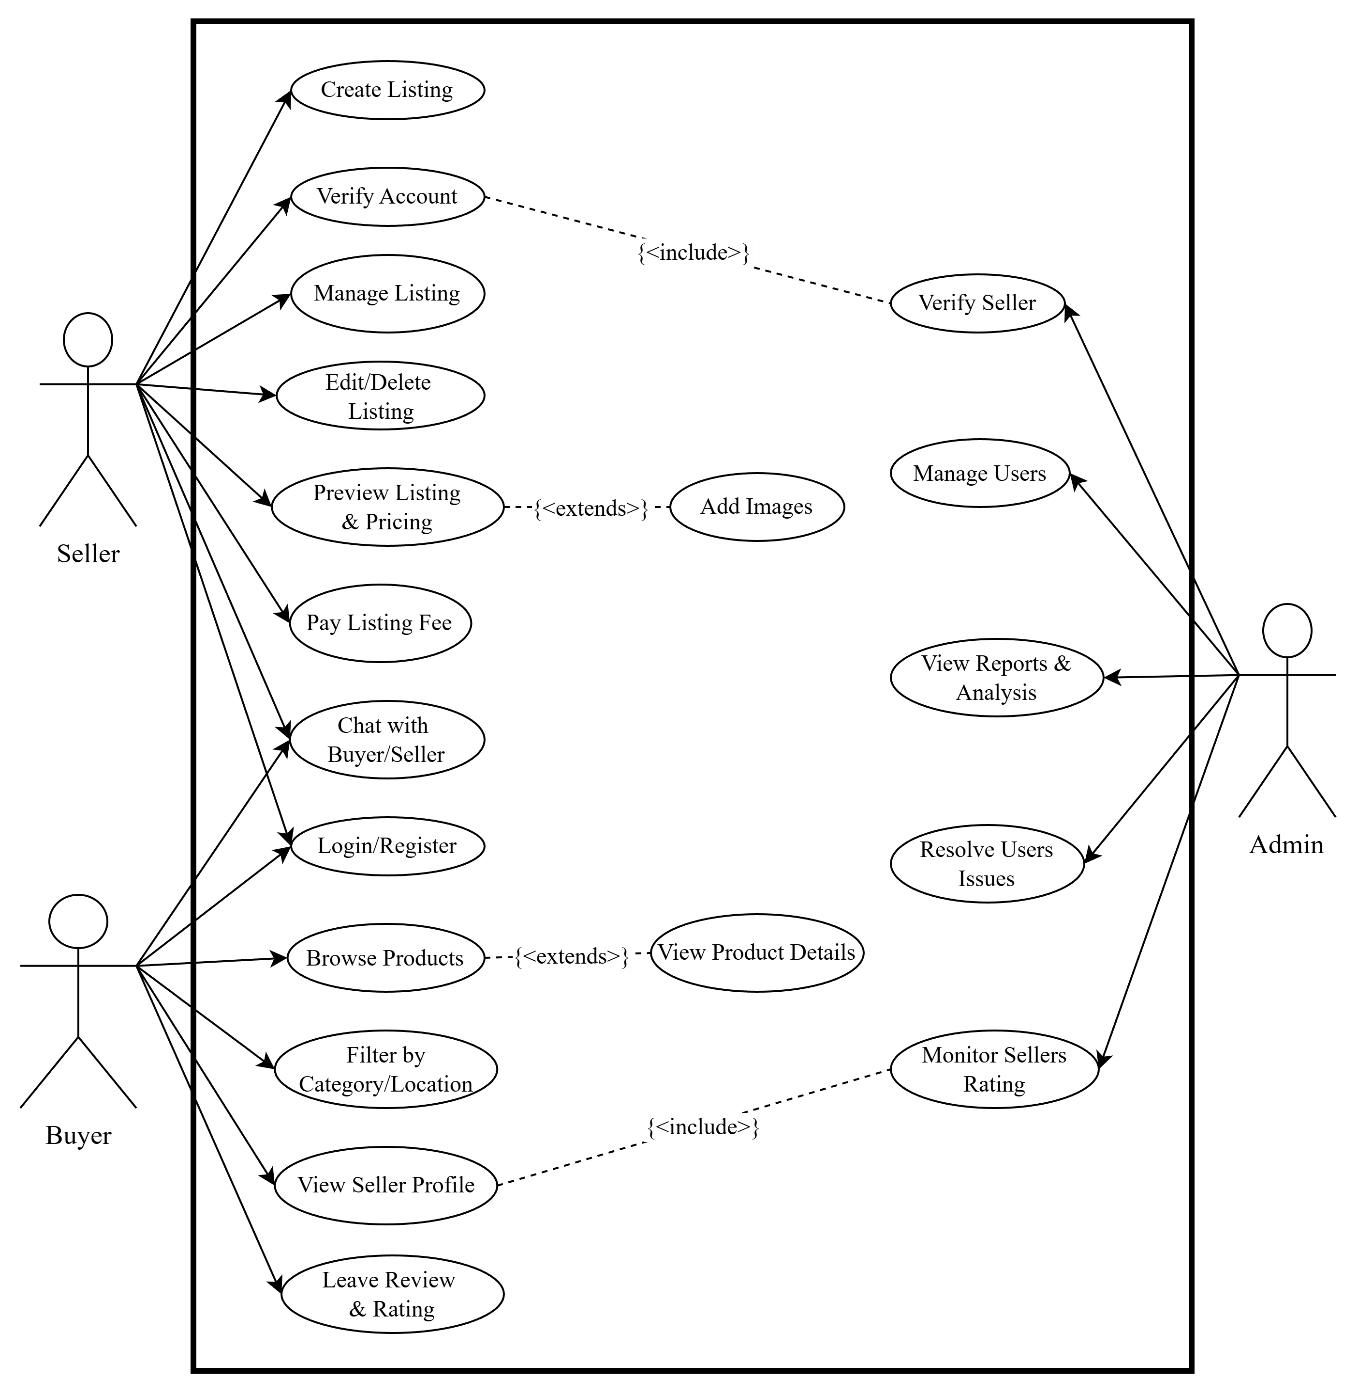 Create Listing
Verify Account
{<include>}
Manage Listing
Verify Seller
Edit/Delete
Listing
Manage Users
Preview Listing
& Pricing
{<extends>}
Add Images
Seller
Pay Listing Fee
View Reports &
Analysis
Chat with
Buyer/Seller
Login/Register
Resolve Users
Issues
Admin
Browse Products
{<extends>}
View Product Details
Filter by
Category/Location
Monitor Sellers
Rating
Buyer
{<include>}
View Seller Profile
Leave Review
& Rating